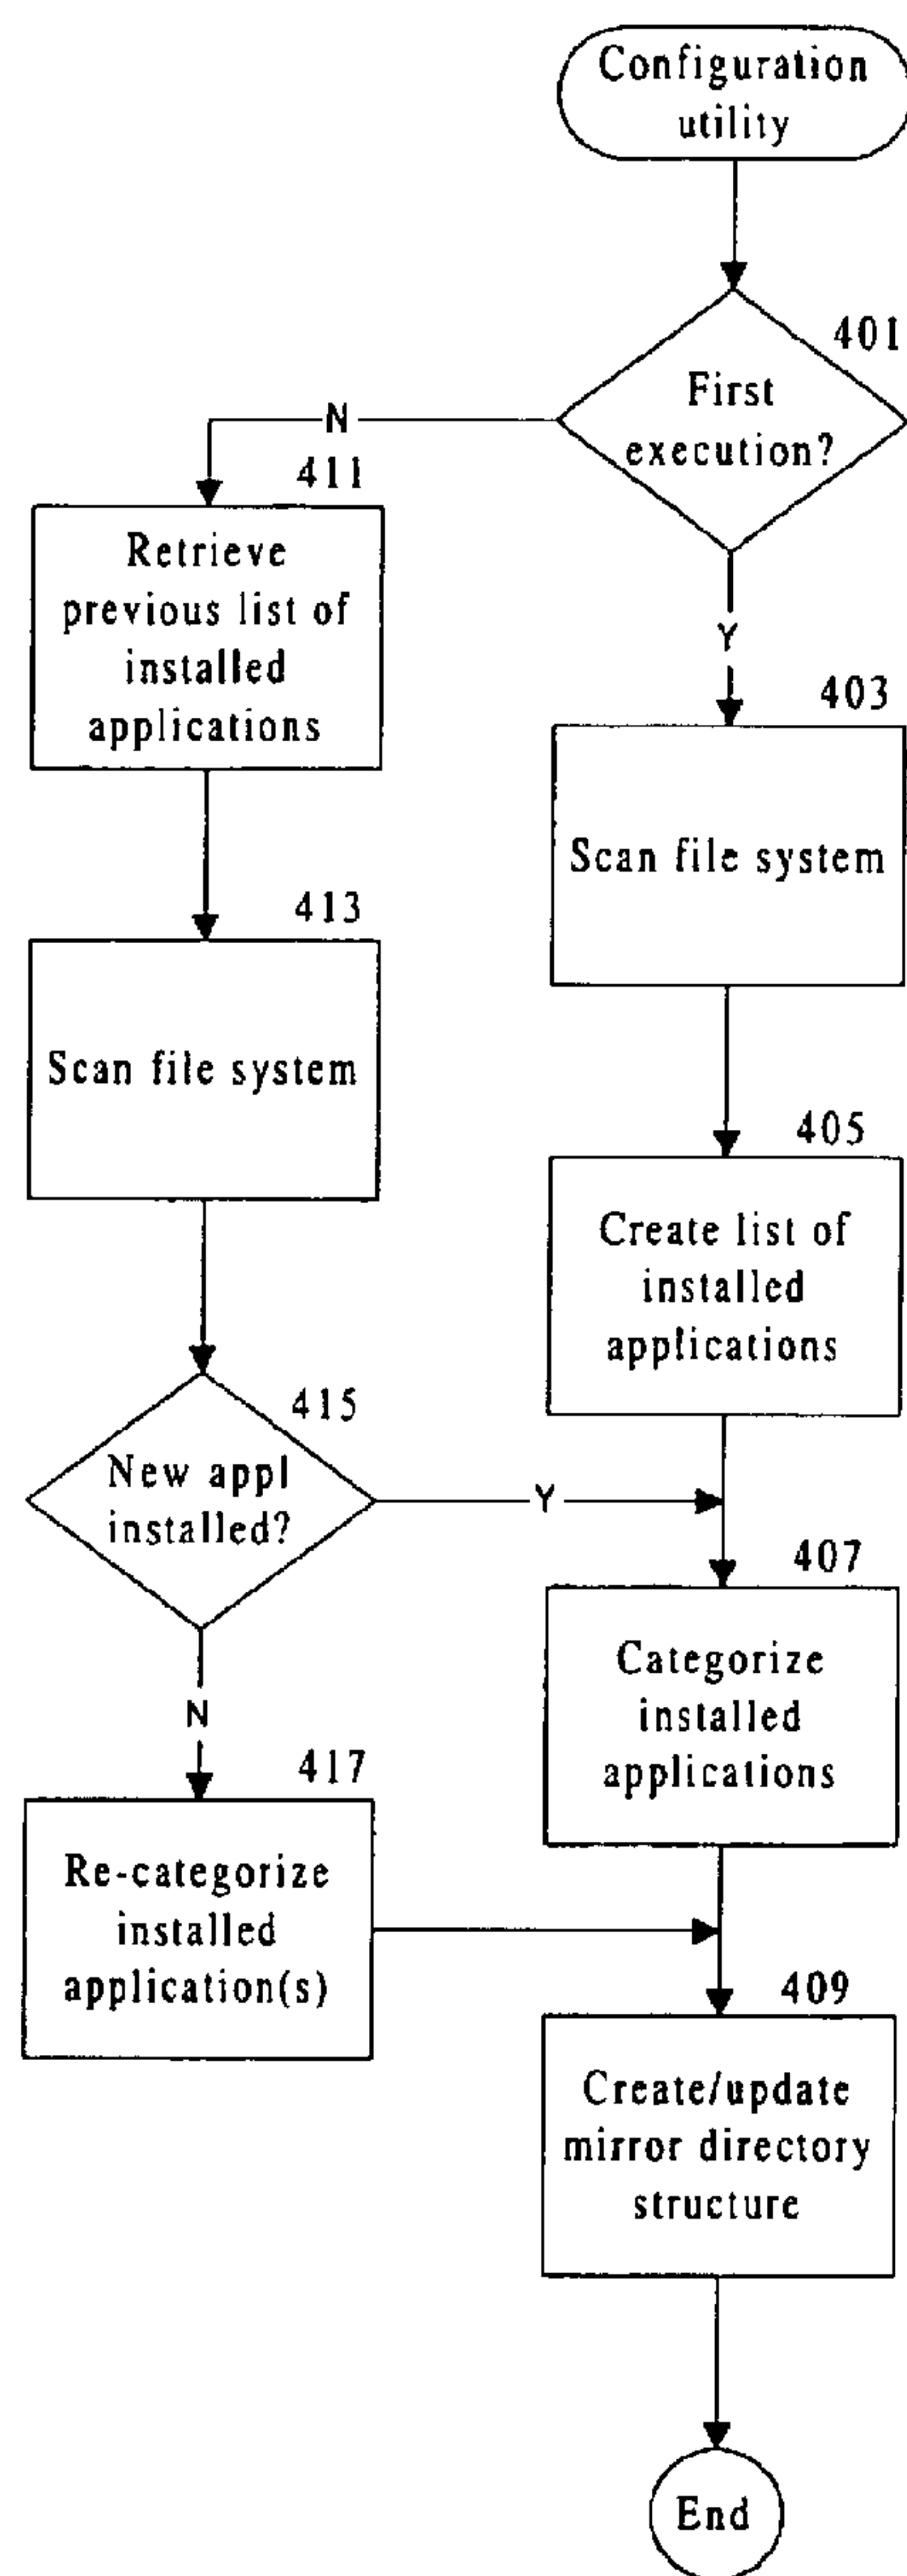 Configuration
utility
401
First
execution?
N
Y
411
Retrieve
previous list of
installed
applications
403
Scan file system
413
Scan file system
405
Create list of
installed
applications
415
New appl
installed?
Y
N
407
Categorize
installed
applications
417
Re-categorize
installed
application(s)
409
Create/update
mirror directory
structure
End